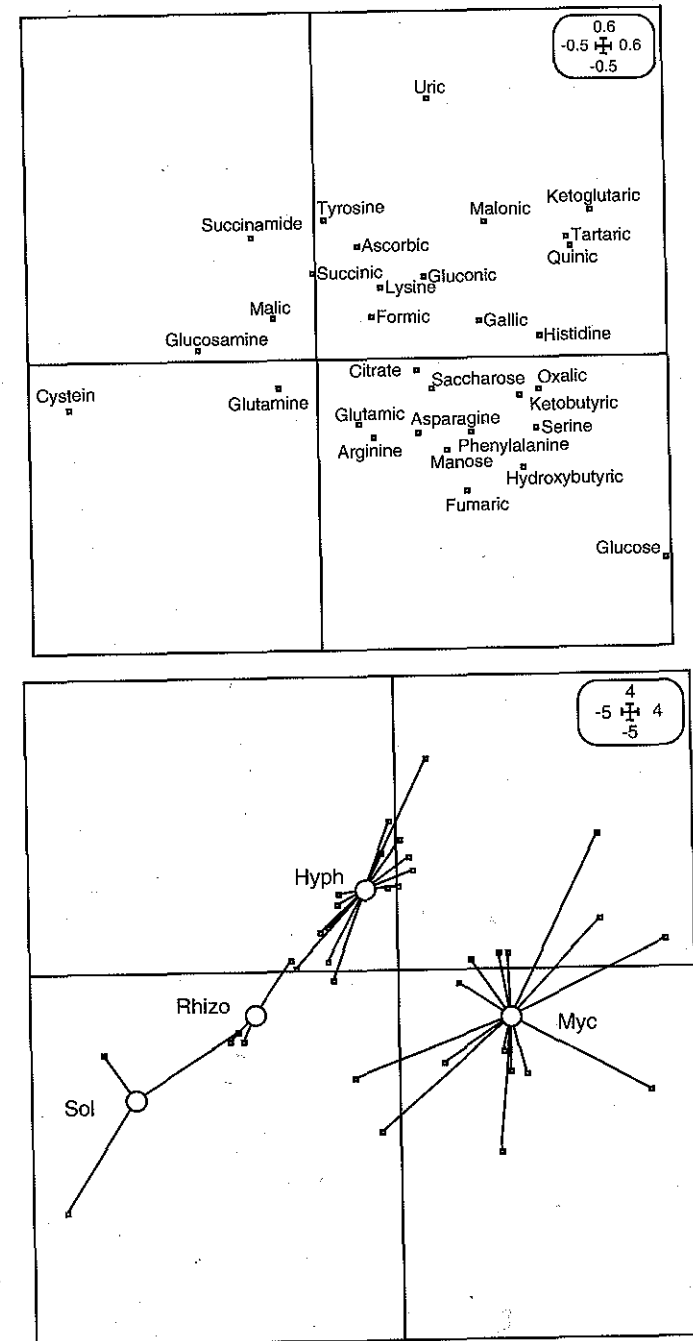 0.6
-0.5 0.6
-0.5
Uric
Ketoglutaric
Tyrosine
Malonic
Succinamide
Tartaric
Ascorbic
Quinic
Succinic
Gluconic
Lysine
Malic
Formic
Gallic
Histidine
Glucosamine
Citrate
Saccharose
Oxalic
Cystein
Glutamine
Ketobutyric
Glutamic
Asparagine
Serine
Arginine
Phenylalanine
Manose
Hydroxybutyric
Fumaric
Glucose
4
-5 4
-5
Hyph
Rhizo
Myc
Sol